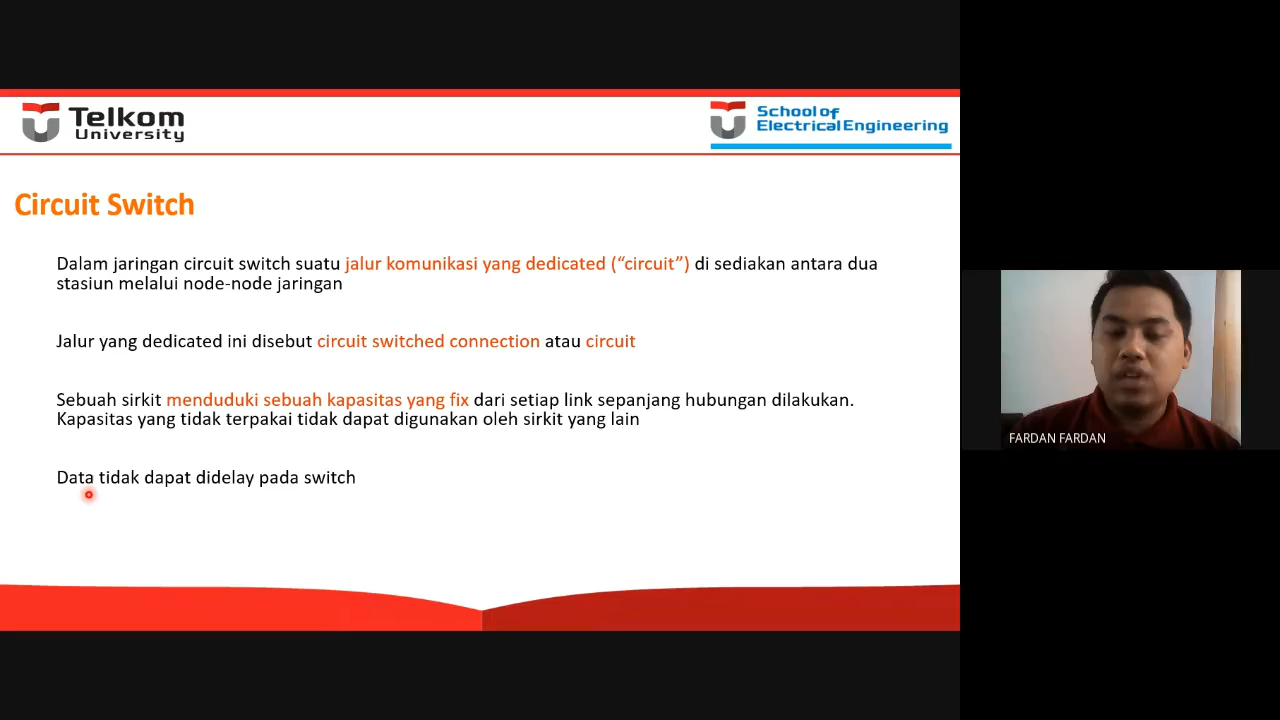 Telkom
University
School of
Electrical Engineering
Circuit Switch
Dalam jaringan circuit switch suatu jalur komunikasi yang dedicated (“circuit”) di sediakan antara dua
stasiun melalui node-node jaringan
Jalur yang dedicated ini disebut circuit switched connection atau circuit
Sebuah sirkit menduduki sebuah kapasitas yang fix dari setiap link sepanjang hubungan dilakukan.
Kapasitas yang tidak terpakai tidak dapat digunakan oleh sirkit yang lain
Data tidak dapat didelay pada switch
FARDAN FARDAN